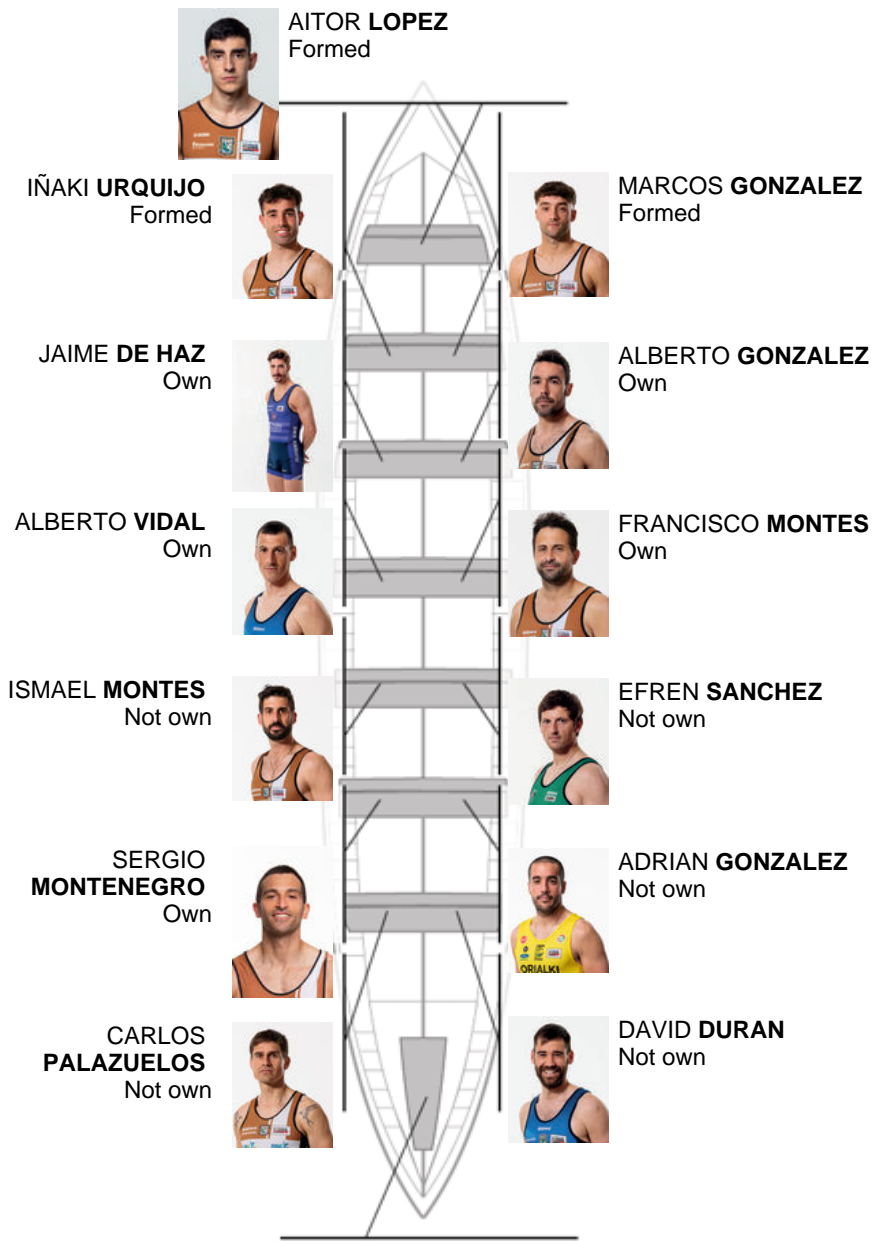 AITOR LOPEZ
Formed
IÑAKI URQUIJO
Formed
MARCOS GONZALEZ
Formed
JAIME DE HAZ
Own
ALBERTO GONZALEZ
Own
ALBERTO VIDAL
Own
FRANCISCO MONTES
Own
ISMAEL MONTES
Not own
EFREN SANCHEZ
Not own
SERGIO
MONTENEGRO
Own
ADRIAN GONZALEZ
Not own
ORIALKI
CARLOS
PALAZUELOS
Not own
DAVID DURAN
Not own